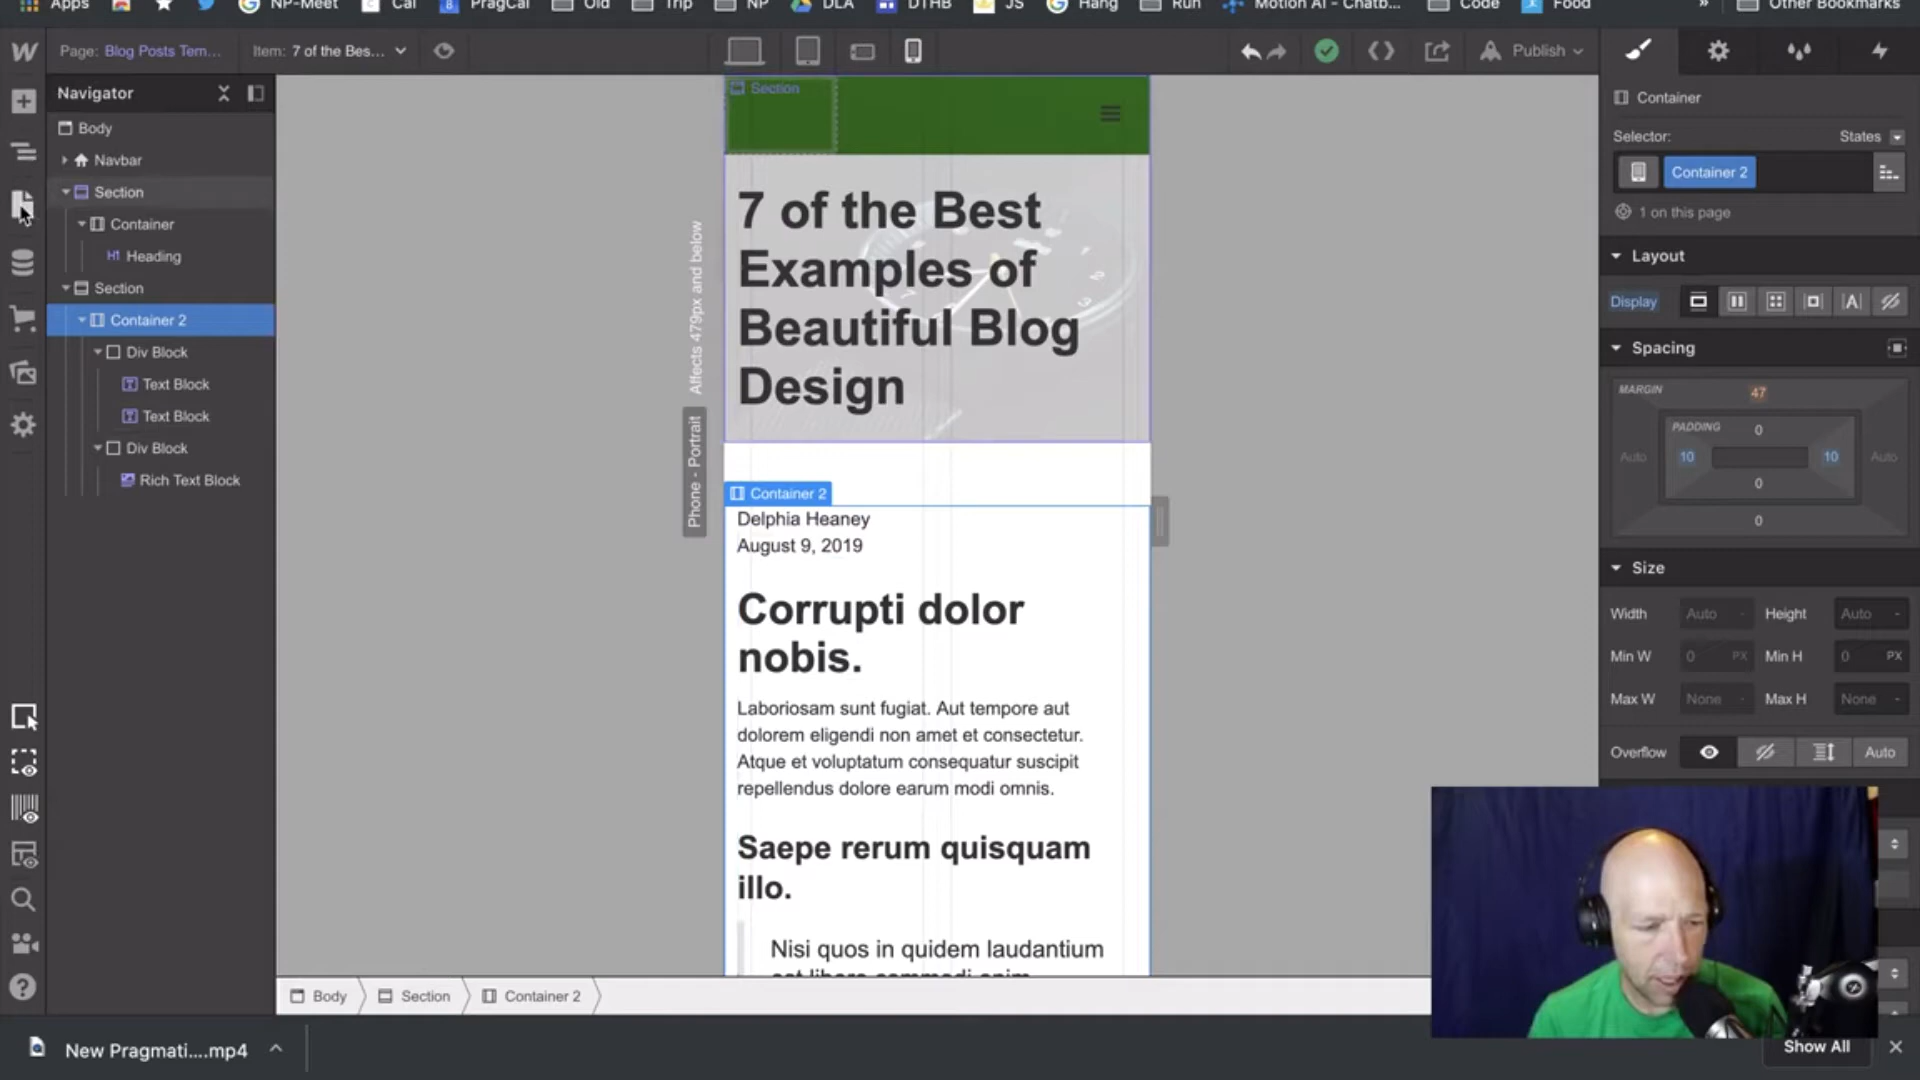 Apps
NP-Meet
Cal
PragCal
Old
Trip
NP
DLA
DTHB
JS
Hang
Run
Motion AI - Chatb...
Code
Food
»
Other Bookmarks
Page: Blog Posts Tem...
Item: 7 of the Bes...
Publish
Navigator
Body
Navbar
Section
Container
H1 Heading
Section
Container 2
Div Block
Text Block
Text Block
Div Block
Rich Text Block
Affects 479px and below
Phone - Portrait
Section
7 of the Best
Examples of
Beautiful Blog
Design
Container 2
Delphia Heaney
August 9, 2019
Corrupti dolor
nobis.
Laboriosam sunt fugiat. Aut tempore aut
dolorem eligendi non amet et consectetur.
Atque et voluptatum consequatur suscipit
repellendus dolore earum modi omnis.
Saepe rerum quisquam
illo.
Nisi quos in quidem laudantium
Container
Selector:
States
Container 2
1 on this page
Layout
Display
Spacing
MARGIN
47
PADDING
0
Auto
10
10
Auto
0
0
Size
Width Auto - Height Auto -
Min W 0 PX Min H 0 PX
Max W None - Max H None -
Overflow Auto
Body
Section
Container 2
New Pragmati....mp4
Show All